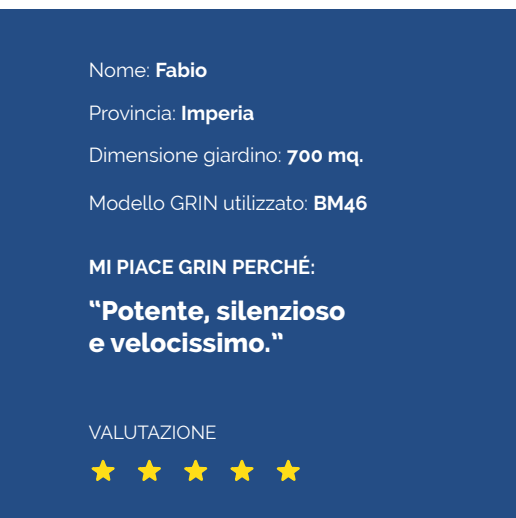 Nome: Fabio
Provincia: Imperia
Dimensione giardino: 700 mq.
Modello GRIN utilizzato: BM46
MI PIACE GRIN PERCHÉ:
“Potente, silenzioso
e velocissimo.”
VALUTAZIONE